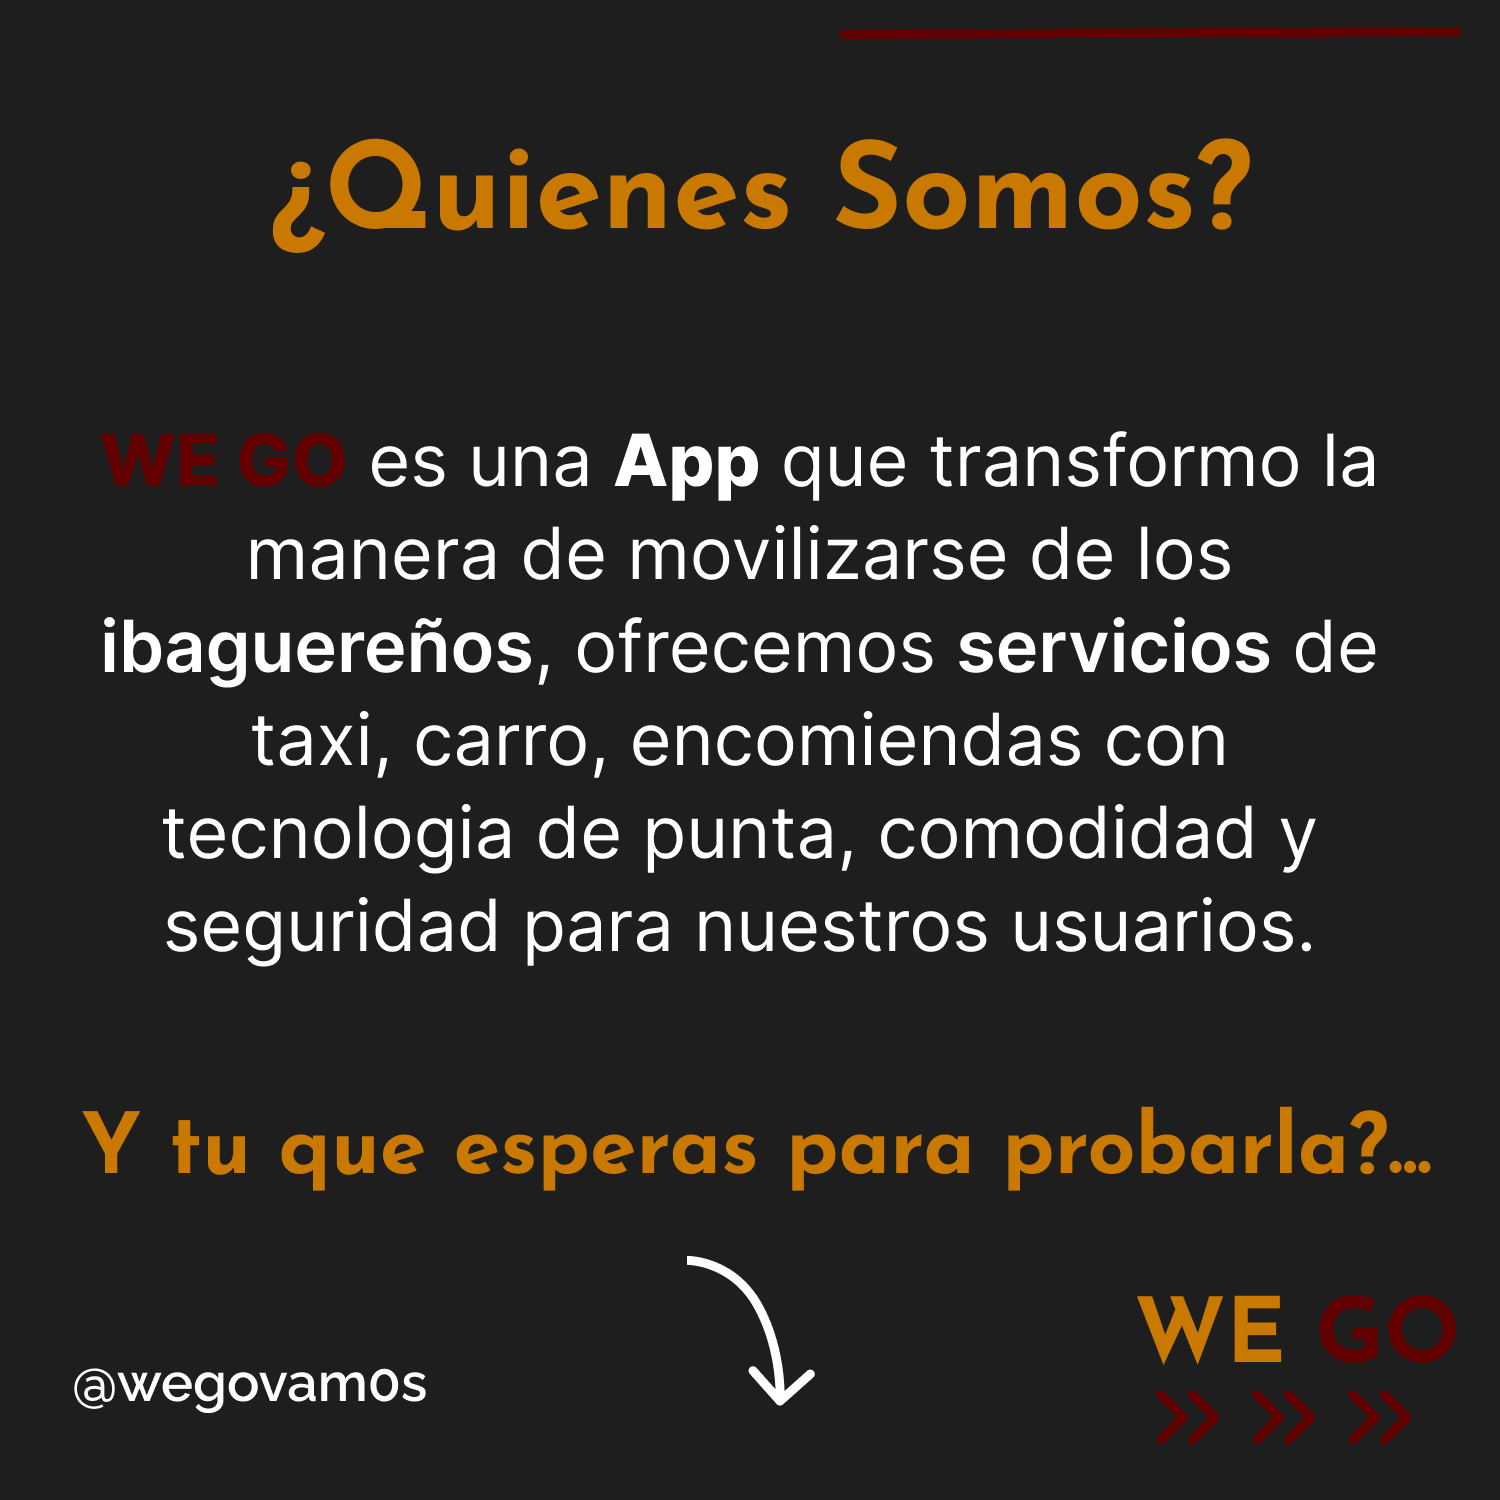 ¿Quienes Somos?
WE GO es una App que transformo la
manera de movilizarse de los
ibaguereños, ofrecemos servicios de
taxi, carro, encomiendas con
tecnologia de punta, comodidad y
seguridad para nuestros usuarios.
Y tu que esperas para probarla?...
@wegovam0s
WE GO